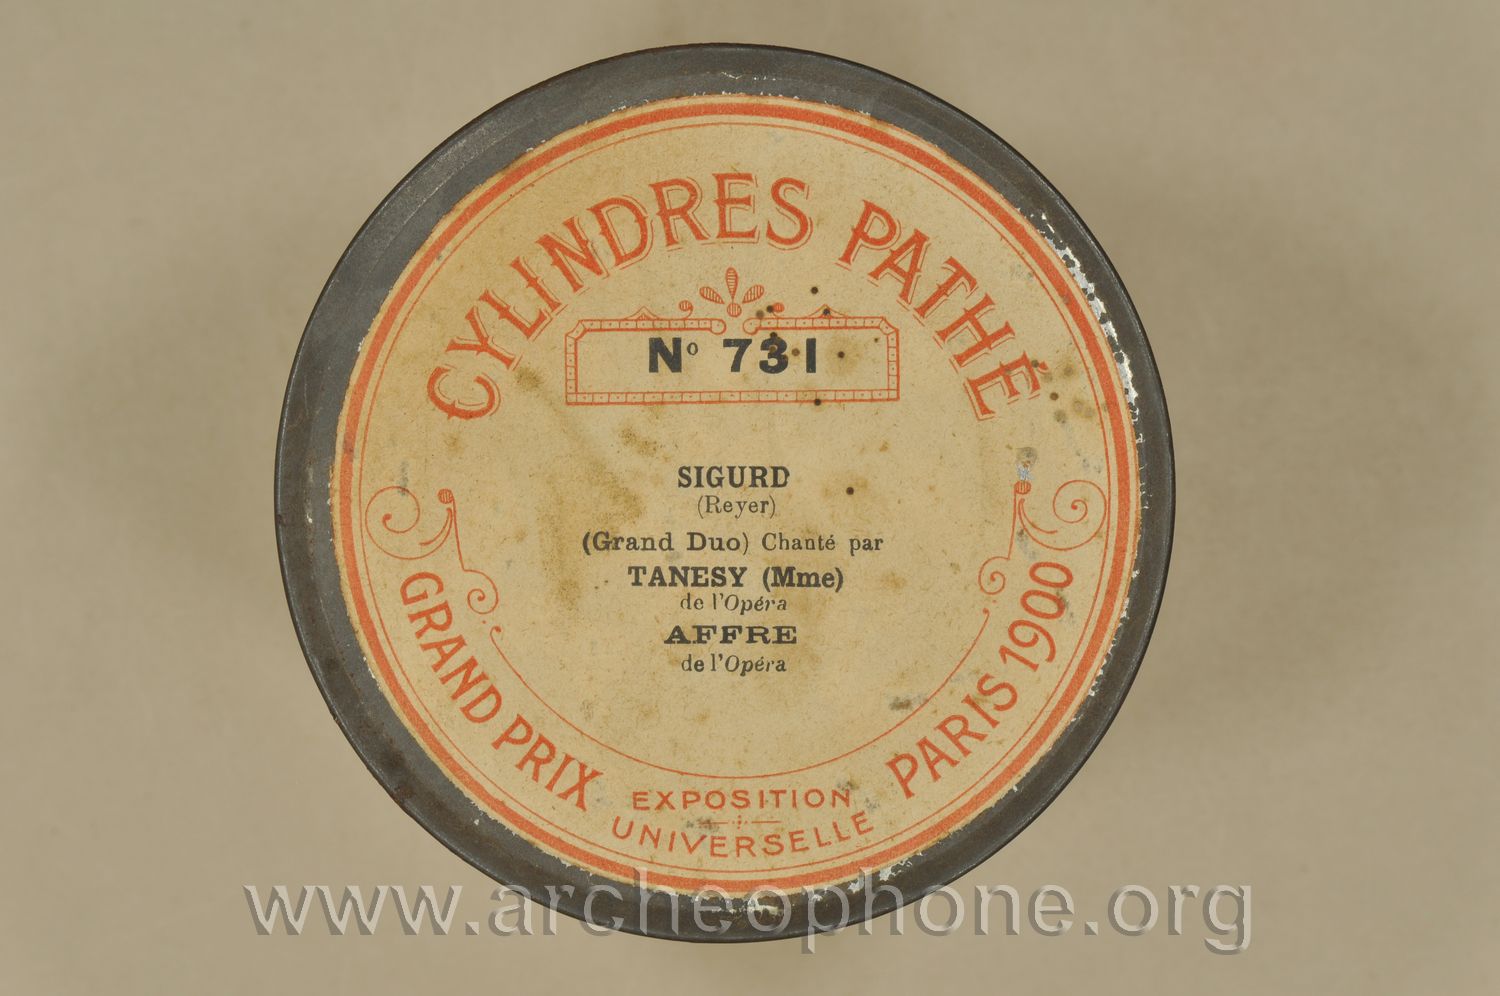 CYLINDRES PATHÉ
Nº 731
SIGURD
(Reyer)
(Grand Duo) Chanté par
TANESY (Mme)
de l'Opéra
AFFRE
de l'Opéra
GRAND PRIX
EXPOSITION
UNIVERSELLE
PARIS 1900
www.archeophone.org